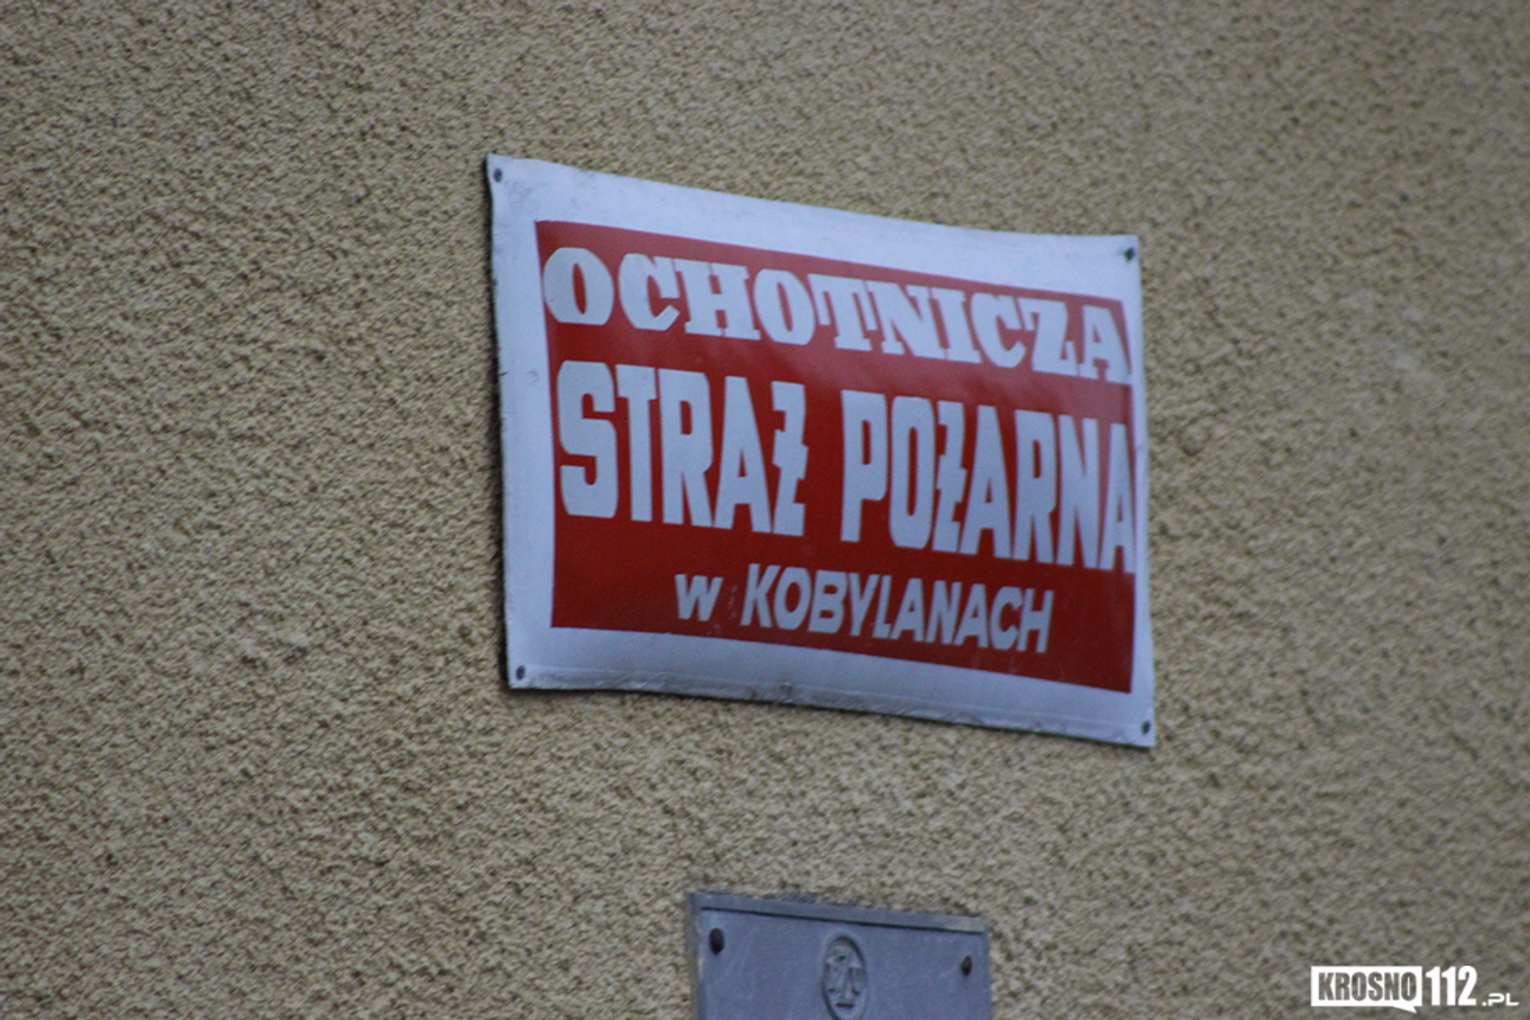 OCHOTNICZA
STRAŻ POŻARNA
w KOBYLANACH
KROSNO112.PL